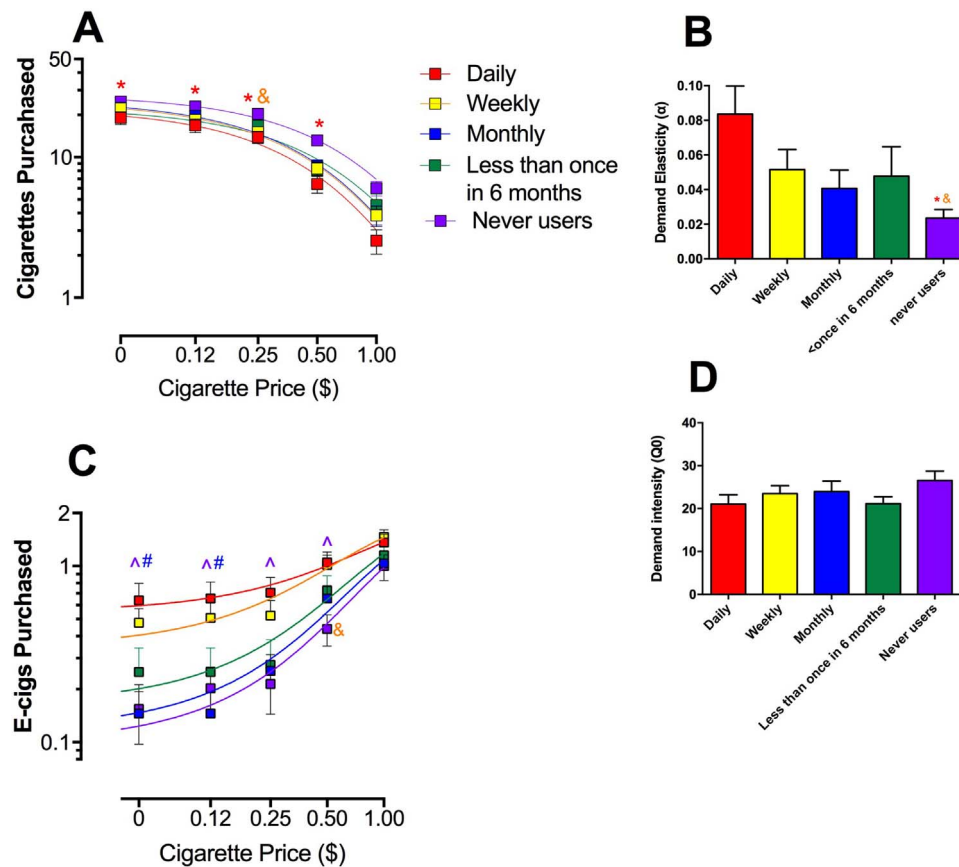 A
Cigarettes Purcahased
50
10
1
* * *& *
0 0.12 0.25 0.50 1.00
Cigarette Price ($)
Daily
Weekly
Monthly
Less than once
in 6 months
Never users
B
Demand Elasticity (α)
0.10
0.08
0.06
0.04
0.02
0.00
*&
Daily
Weekly
Monthly
<once in 6 months
never users
C
E-cigs Purchased
2
1.0
0.1
^# ^# ^ ^
&
0 0.12 0.25 0.50 1.00
Cigarette Price ($)
D
Demand intensity (Q0)
40
30
20
10
0
Daily
Weekly
Monthly
Less than once in 6 months
Never users